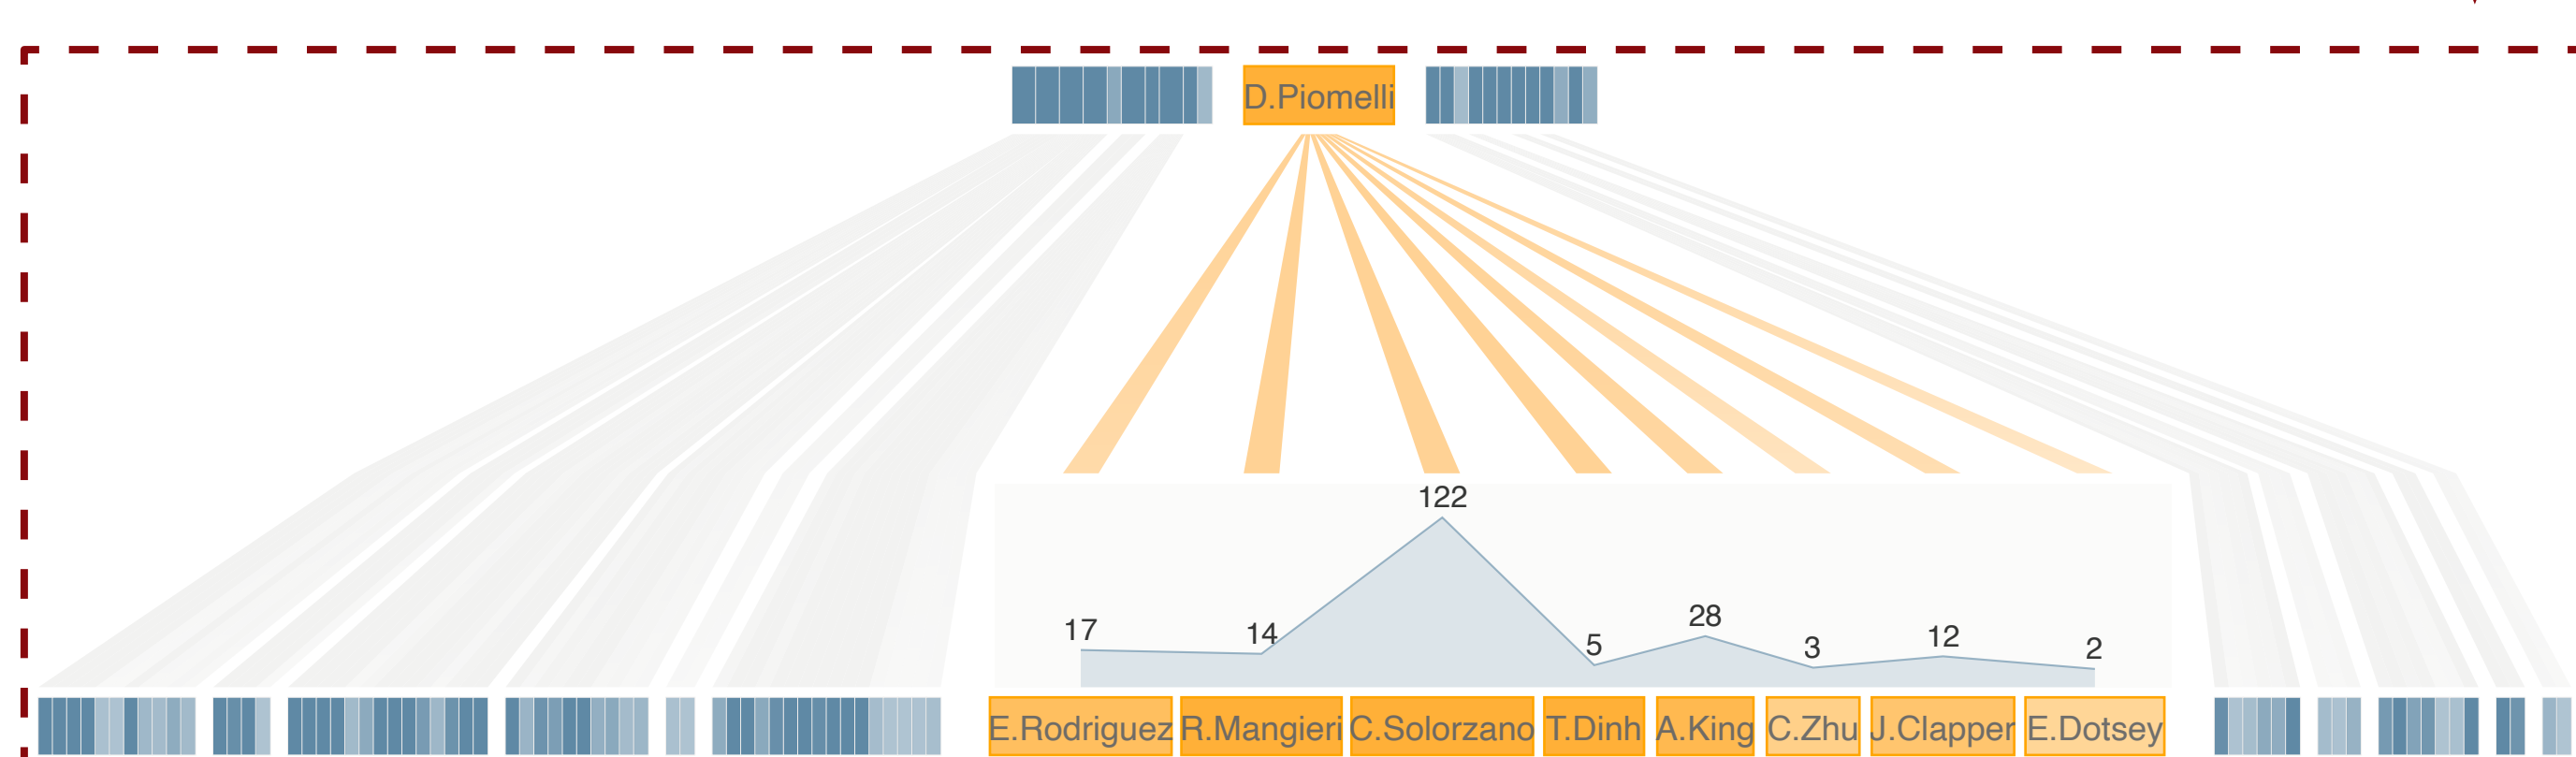 D.Piomelli
122
17 14 5 28 3 12 2
E.Rodriguez R.Mangieri C.Solorzano T.Dinh A.King C.Zhu J.Clapper E.Dotsey